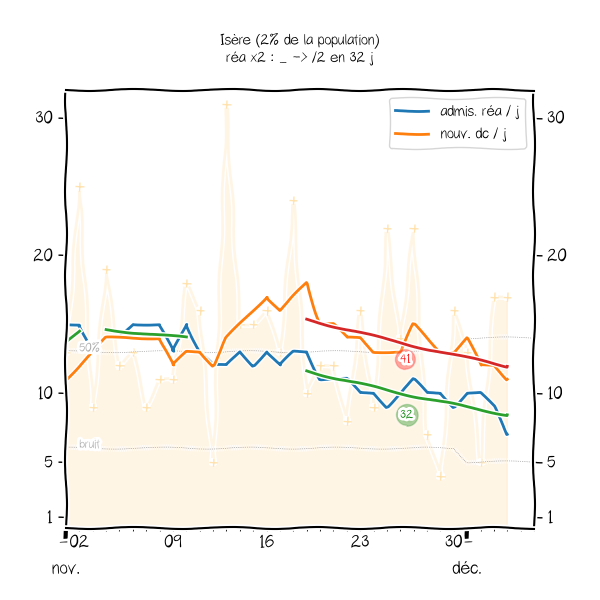 Isère (2% de la population)
réa x2 : _ -> /2 en 32 j
admis. réa / j
nouv. dc / j
30
30
20
20
50%
41
10
32
10
bruit
5
5
1
1
02
09
16
23
30
nov.
déc.